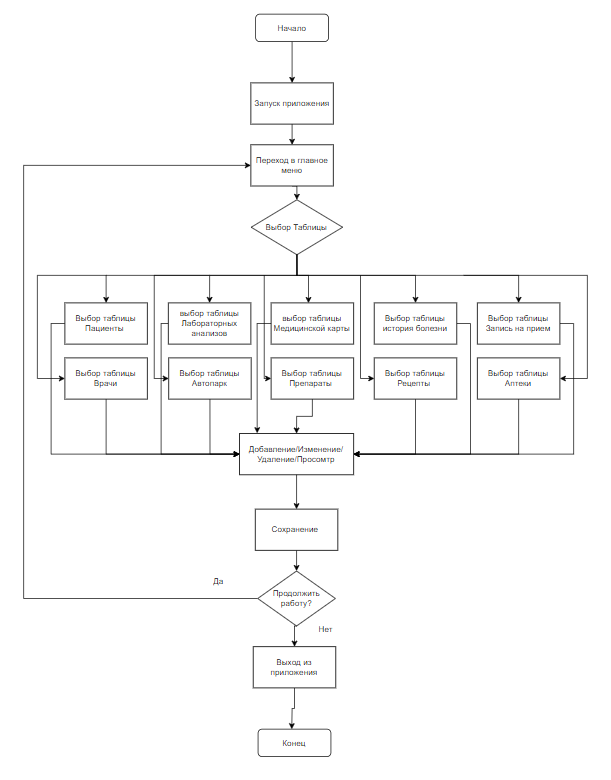 Начало
Запуск приложения
Переход в главное
меню
Выбор Таблицы
Выбор таблицы
Пациенты
выбор таблицы
Лабораторных
анализов
выбор таблицы
Медицинской карты
Выбор таблицы
история болезни
Выбор таблицы
Запись на прием
Выбор таблицы
Врачи
Выбор таблицы
Автопарк
Выбор таблицы
Препараты
Выбор таблицы
Рецепты
Выбор таблицы
Аптеки
Добавление/Изменение/
Удаление/Просомтр
Сохранение
Да
Продолжить
работу?
Нет
Выход из
приложения
Конец